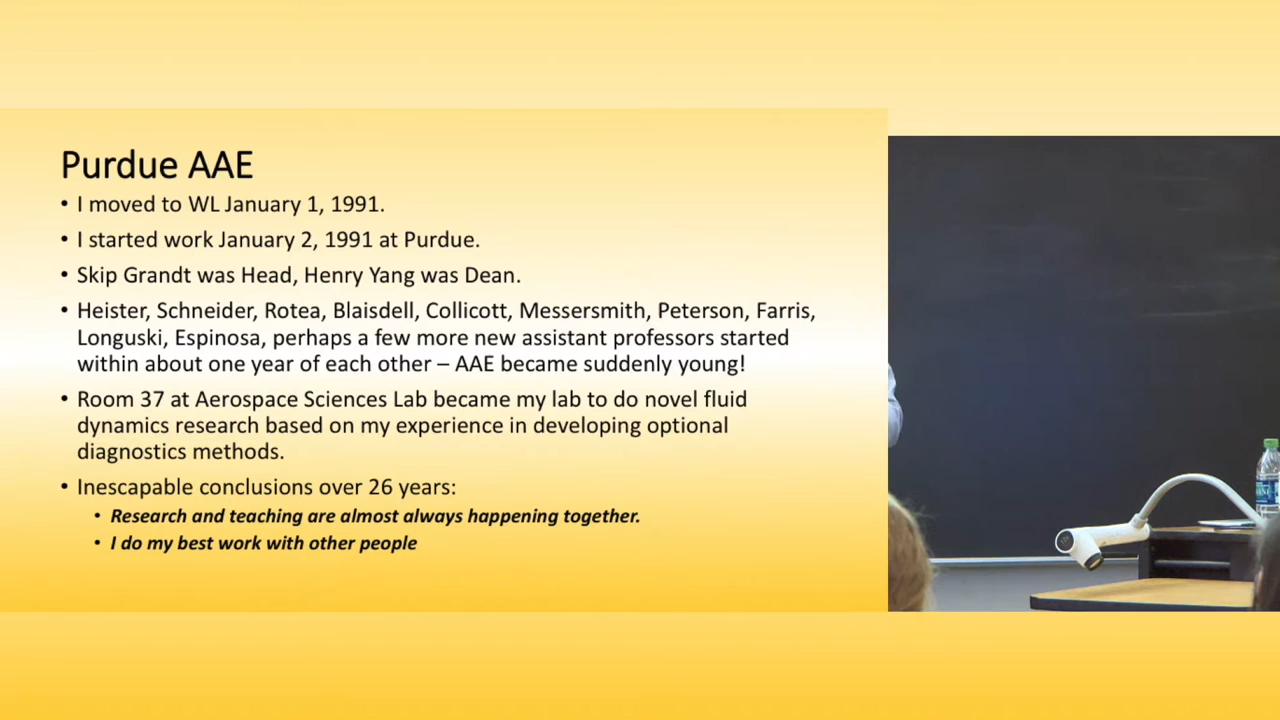 Purdue AAE
• I moved to WL January 1, 1991.
• I started work January 2, 1991 at Purdue.
• Skip Grandt was Head, Henry Yang was Dean.
• Heister, Schneider, Rotea, Blaisdell, Collicott, Messersmith, Peterson, Farris,
Longuski, Espinosa, perhaps a few more new assistant professors started
within about one year of each other – AAE became suddenly young!
• Room 37 at Aerospace Sciences Lab became my lab to do novel fluid
dynamics research based on my experience in developing optional
diagnostics methods.
• Inescapable conclusions over 26 years:
• Research and teaching are almost always happening together.
• I do my best work with other people